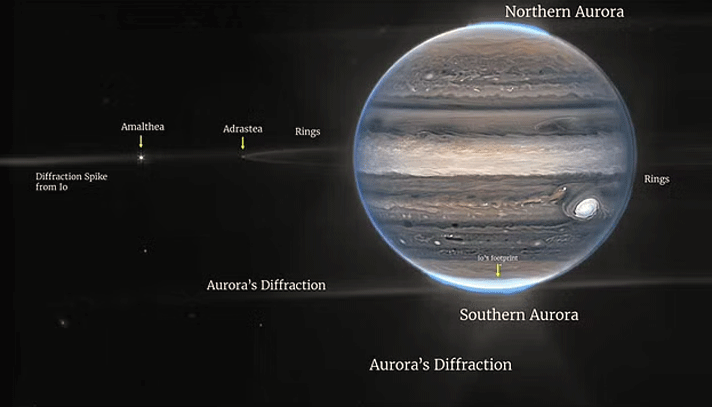 Northern Aurora
Amalthea
Adrastea
Rings
Diffraction Spike
from Io
Rings
Io's footprint
Aurora's Diffraction
Southern Aurora
Aurora's Diffraction